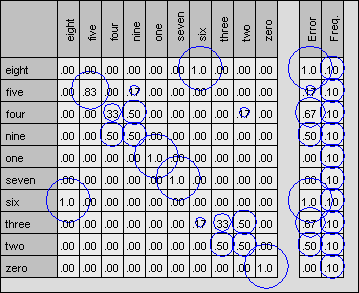 eight five four nine one seven six three two zero Error Freq.
eight .00 .00 .00 .00 .00 .00 1.0 .00 .00 .00 1.0 .10
five .00 .83 .00 .17 .00 .00 .00 .00 .00 .00 .17 .10
four .00 .00 .33 .50 .00 .00 .00 .00 .17 .00 .67 .10
nine .00 .00 .50 .50 .00 .00 .00 .00 .00 .00 .50 .10
one .00 .00 .00 .00 1.0 .00 .00 .00 .00 .00 .00 .10
seven .00 .00 .00 .00 .00 1.0 .00 .00 .00 .00 .00 .10
six 1.0 .00 .00 .00 .00 .00 .00 .00 .00 .00 1.0 .10
three .00 .00 .00 .00 .00 .00 .17 .33 .50 .00 .67 .10
two .00 .00 .00 .00 .00 .00 .00 .50 .50 .00 .50 .10
zero .00 .00 .00 .00 .00 .00 .00 .00 .00 1.0 .00 .10